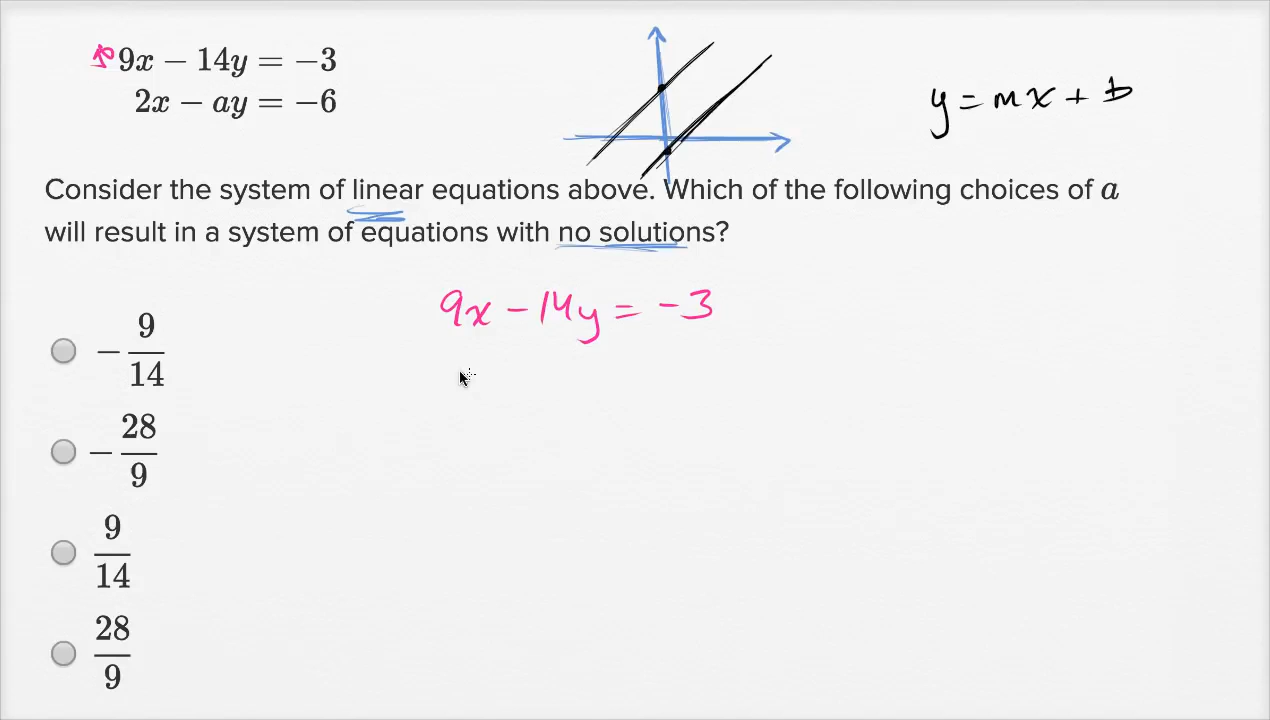 9x − 14y = −3
2x − ay = −6
y = mx + b
Consider the system of linear equations above. Which of the following choices of a
will result in a system of equations with no solutions?
9x − 14y = −3
− 9/14
− 28/9
9/14
28/9